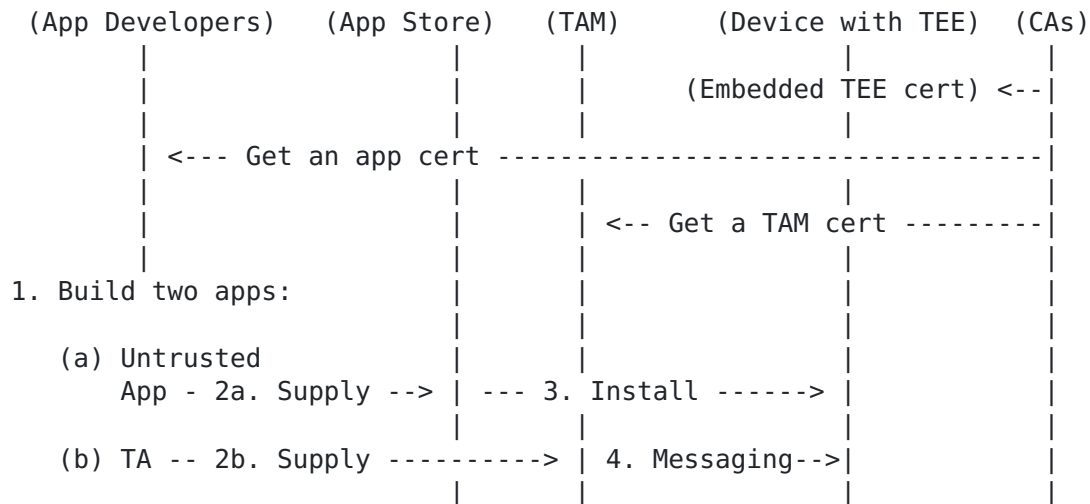 (App Developers) (App Store) (TAM) (Device with TEE) (CAs)
(Embedded TEE cert) <--
<--- Get an app cert -----------------------------------
<-- Get a TAM cert ---------
1. Build two apps:
(a) Untrusted
App - 2a. Supply --> | --- 3. Install ------> |
(b) TA -- 2b. Supply ----------> | 4. Messaging-->|